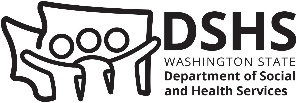 DSHS
WASHINGTON STATE
Department of Social
and Health Services